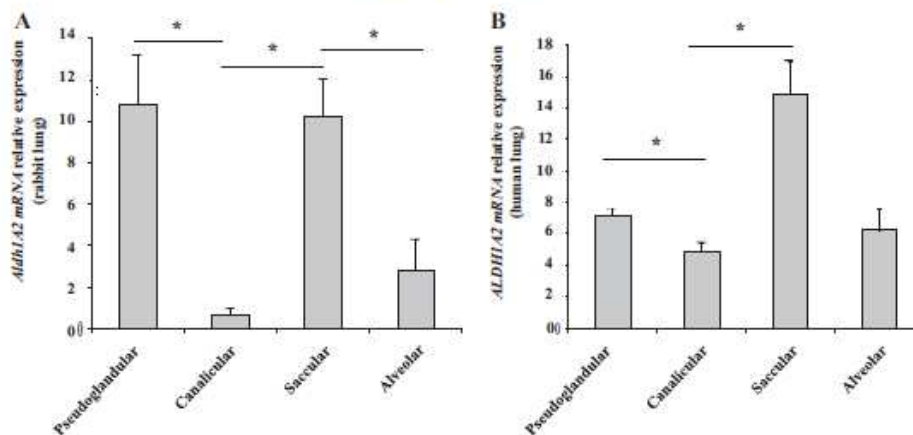 A
Aldh1A2 mRNA relative expression
(rabbit lung)
14
12
10
8
6
4
2
0
*
*
*
Pseudoglandular
Canalicular
Saccular
Alveolar
B
ALDH1A2 mRNA relative expression
(human lung)
18
16
14
12
10
8
6
4
2
0
*
*
Pseudoglandular
Canalicular
Saccular
Alveolar